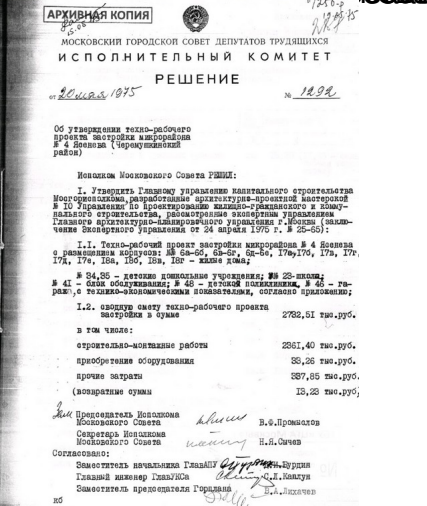 АРХИВНАЯ КОПИЯ
МОСКОВСКИЙ ГОРОДСКОЙ СОВЕТ ДЕПУТАТОВ ТРУДЯЩИХСЯ
ИСПОЛНИТЕЛЬНЫЙ КОМИТЕТ
РЕШЕНИЕ
от 20 мая 1975 № 1292
Об утверждении техно-рабочего
проекта застройки микрорайона
№ 4 Ясенева (Черемушкинский
район)
Исполком Московского Совета РЕШИЛ:
I. Утвердить Главному управлению капитального строительства
Мосгорисполкома, разработанные архитектурно-проектной мастерской
№ 10 Управления по проектированию жилищно-гражданского и комму-
нального строительства, рассмотренные экспертным управлением
Главного архитектурно-планировочного управления г.Москвы (заклю-
чение Экспертного управления от 24 апреля 1975 г. № 25-65):
I.I. Техно-рабочий проект застройки микрорайона № 4 Ясенева
с размещением корпусов: №№ 6а-6б, 6в-6г, 6д-6е, 17а, 17б, 17в, 17г,
17д, 17е, 18а, 18б, 18в, 18г - жилые дома;
№ 34,35 - детские дошкольные учреждения; № 23-школа;
№ 41 - блок обслуживания; № 48 - детской поликлиники, № 46 - га-
раж, с технико-экономическими показателями, согласно приложению;
I.2. сводную смету техно-рабочего проекта
застройки в сумме 2732,51 тыс.руб.
в том числе:
строительно-монтажные работы 2361,40 тыс.руб.
приобретение оборудования 33,26 тыс.руб.
прочие затраты 337,85 тыс.руб.
(возвратные суммы 13,23 тыс.руб.
Зам Председатель Исполкома
Московского Совета В.Ф.Промыслов
Секретарь Исполкома
Московского Совета Н.Я.Сычев
Согласовано:
Заместитель начальника ГлавАПУ Бурдин
Главный инженер ГлавУКСа
Заместитель председателя Горплана В.А.Лихачев
кб